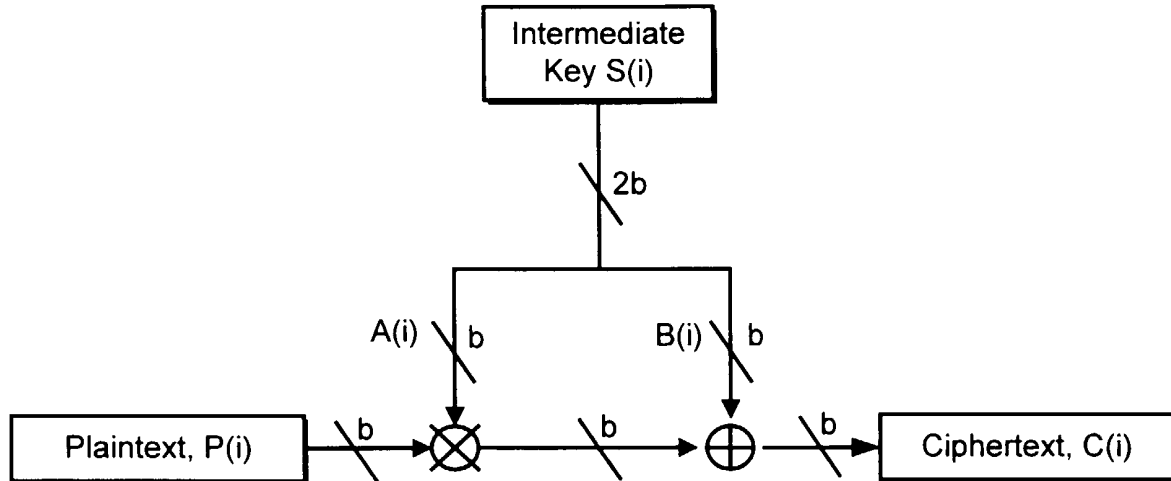 Intermediate
Key S(i)
2b
A(i)
b
B(i)
b
Plaintext, P(i)
b
b
b
Ciphertext, C(i)